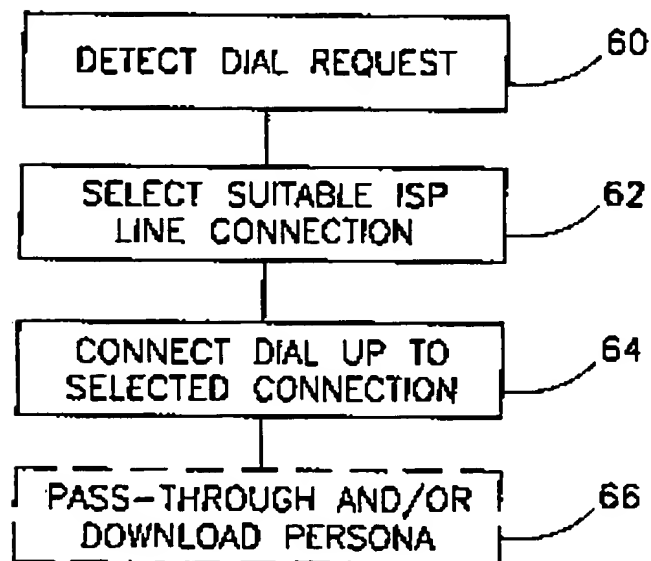 DETECT DIAL REQUEST
60
SELECT SUITABLE ISP
LINE CONNECTION
62
CONNECT DIAL UP TO
SELECTED CONNECTION
64
PASS-THROUGH AND/OR
DOWNLOAD PERSONA
66